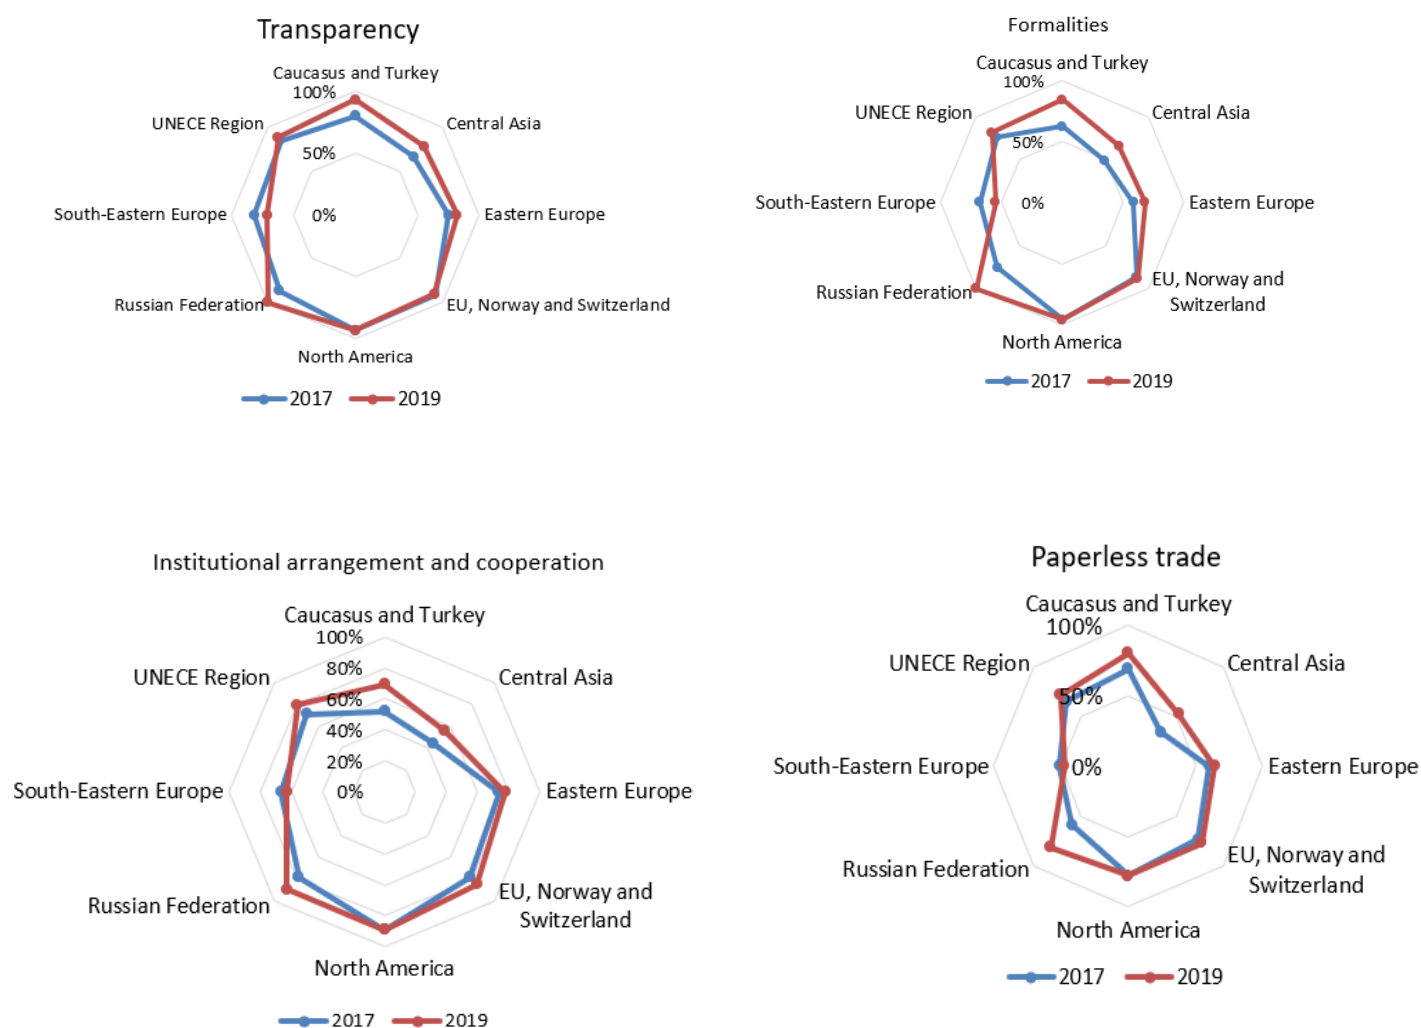 Transparency
Caucasus and Turkey
100%
UNECE Region
Central Asia
50%
South-Eastern Europe
0%
Eastern Europe
Russian Federation
EU, Norway and Switzerland
North America
2017
2019
Formalities
Caucasus and Turkey
100%
UNECE Region
Central Asia
50%
South-Eastern Europe
0%
Eastern Europe
Russian Federation
EU, Norway and
Switzerland
North America
2017
2019
Institutional arrangement and cooperation
Caucasus and Turkey
100%
80%
UNECE Region
Central Asia
60%
40%
20%
South-Eastern Europe
0%
Eastern Europe
Russian Federation
EU, Norway and
Switzerland
North America
2017
2019
Paperless trade
Caucasus and Turkey
100%
UNECE Region
Central Asia
50%
South-Eastern Europe
0%
Eastern Europe
Russian Federation
EU, Norway and
Switzerland
North America
2017
2019